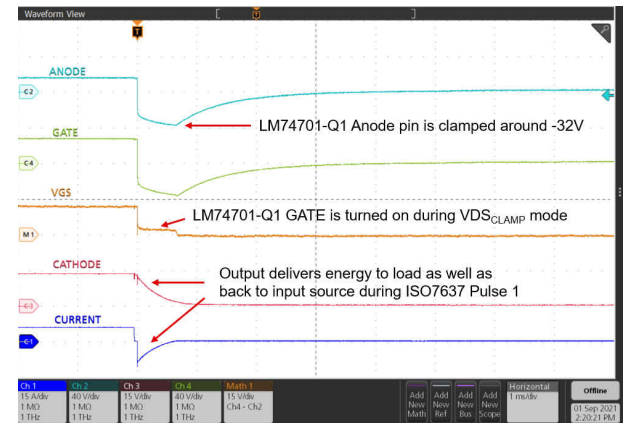 Waveform View
T
[ T ]
ANODE
C2
LM74701-Q1 Anode pin is clamped around -32V
GATE
C4
VGS
LM74701-Q1 GATE is turned on during VDSCLAMP mode
M1
CATHODE
Output delivers energy to load as well as
back to input source during ISO7637 Pulse 1
C3
CURRENT
C1
Ch 1 Ch 2 Ch 3 Ch 4 Math 1
15 A/div 40 V/div 15 V/div 40 V/div 15 V/div
1 MΩ 1 MΩ 1 MΩ 1 MΩ Ch4 - Ch2
1 THz 1 THz 1 THz 1 THz
Add New Math
Add New Ref
Add New Bus
Add New Scope
Horizontal
1 ms/div
Offline
01 Sep 2021
2:20:21 PM